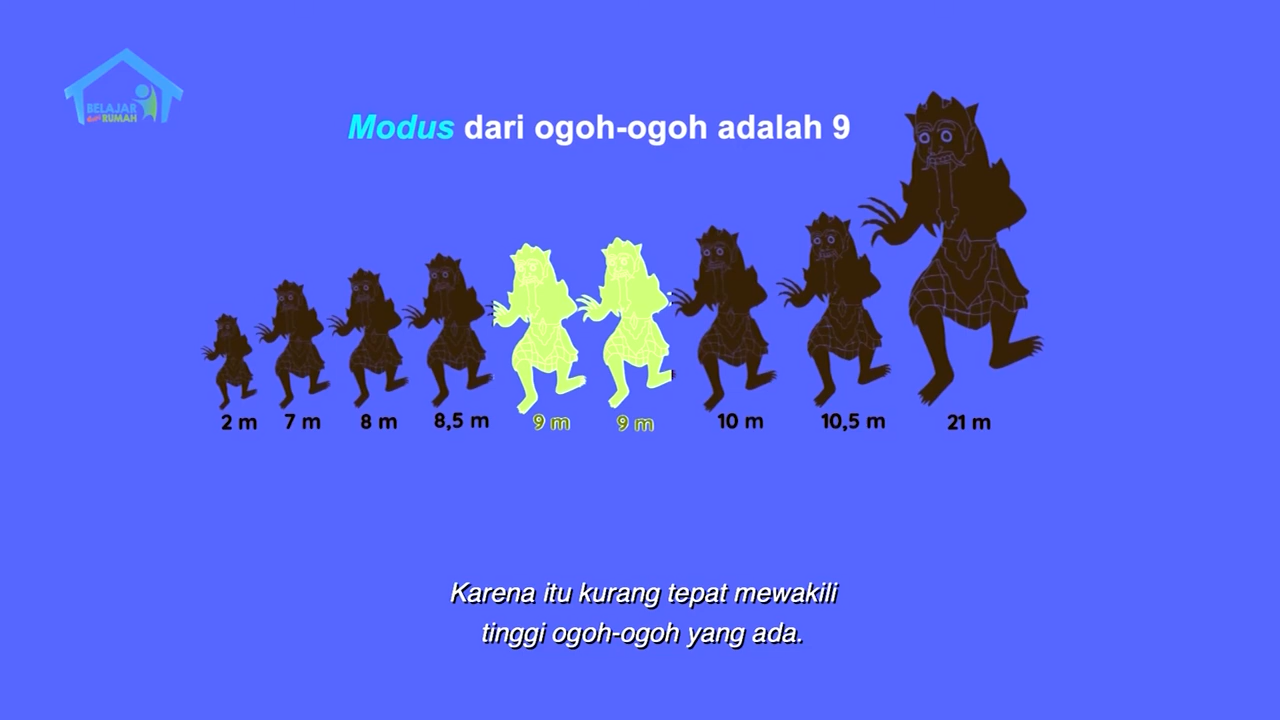 BELAJAR
dari RUMAH
Modus dari ogoh-ogoh adalah 9
2 m 7 m 8 m 8,5 m 9 m 9 m 10 m 10,5 m 21 m
Karena itu kurang tepat mewakili
tinggi ogoh-ogoh yang ada.